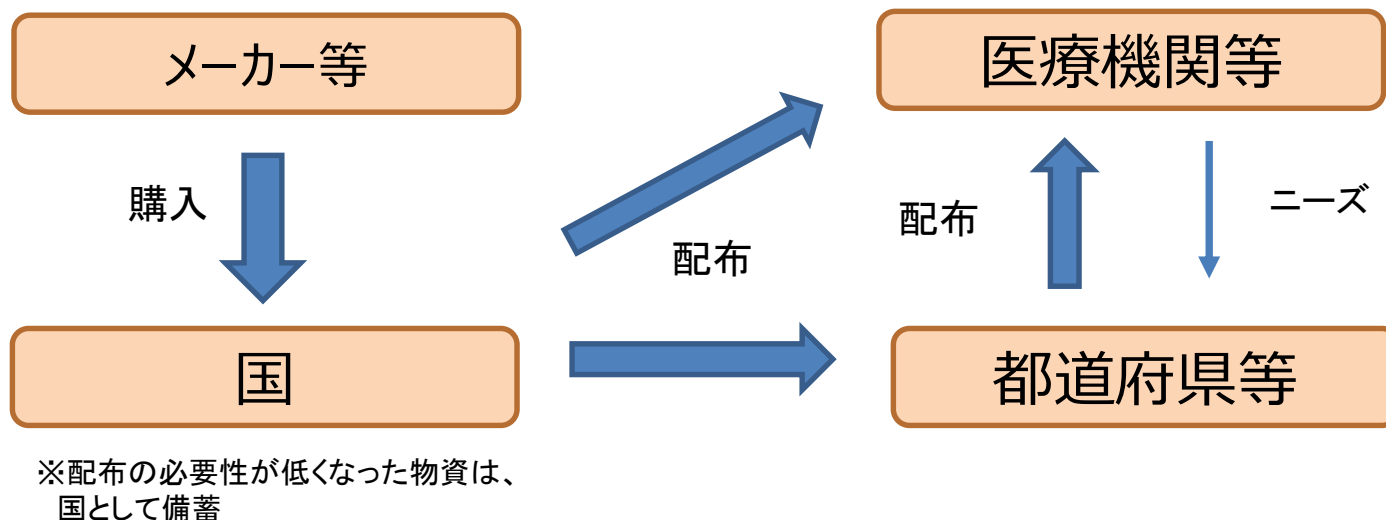 メーカー等
医療機関等
購入
配布
配布
ニーズ
国
都道府県等
※配布の必要性が低くなった物資は、
国として備蓄